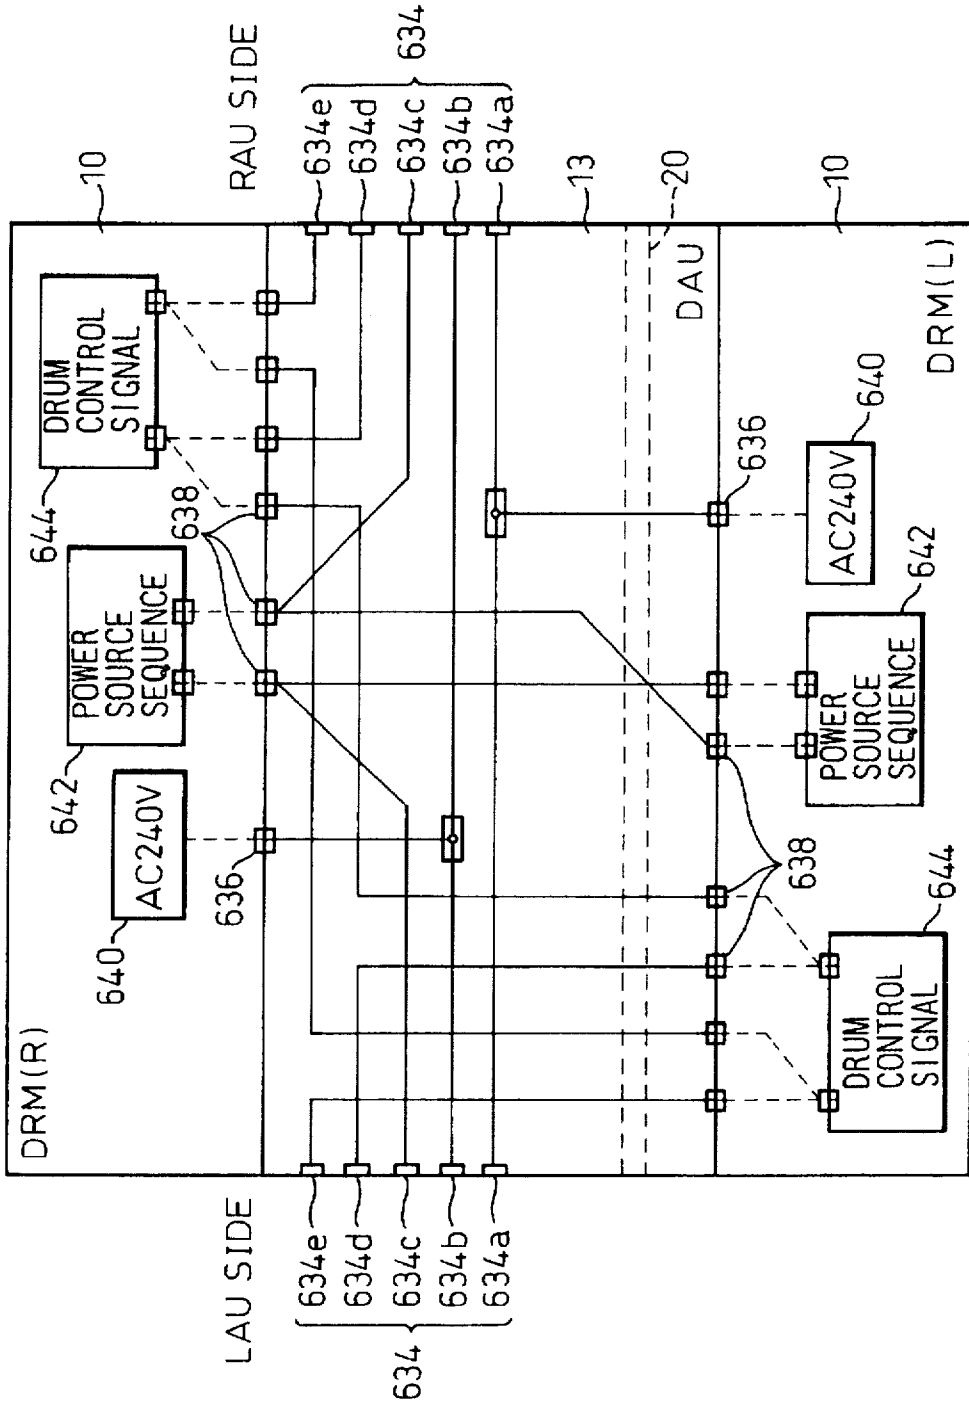 RAU SIDE
634
634e
634d
634c
634b
634a
10
13
20
10
DRUM
CONTROL
SIGNAL
644
638
POWER
SOURCE
SEQUENCE
642
AC240V
640
636
DRM(R)
DAU
DRM(L)
636
AC240V
640
POWER
SOURCE
SEQUENCE
642
638
DRUM
CONTROL
SIGNAL
644
LAU SIDE
634e
634d
634c
634b
634a
634